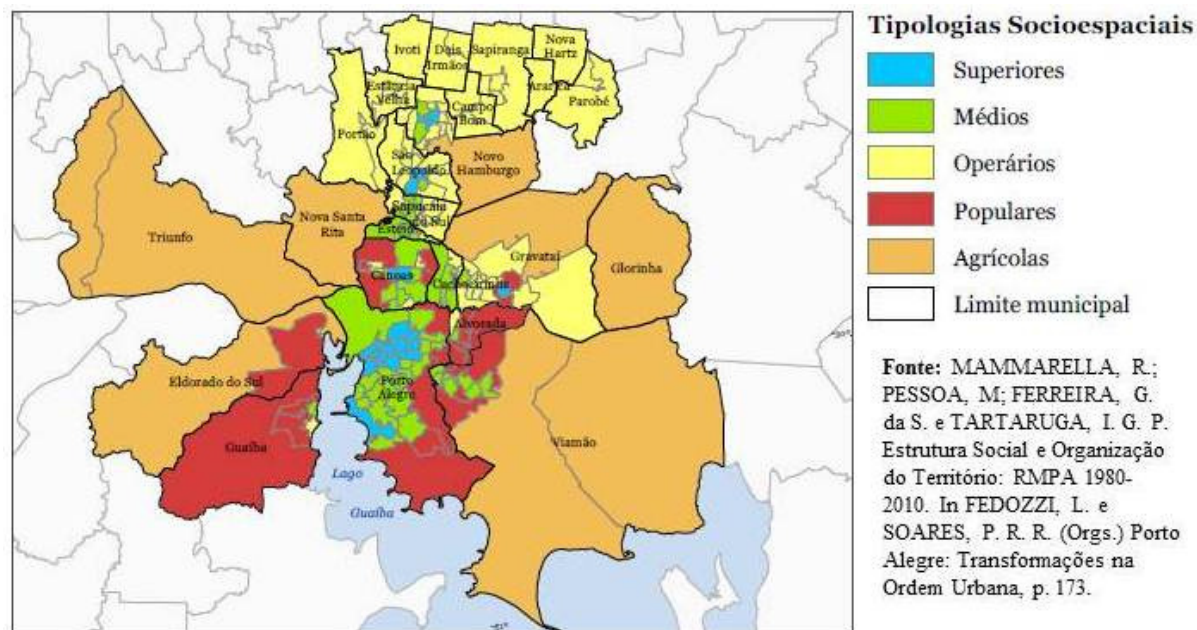 Tipologias Socioespaciais
Superiores
Médios
Operários
Populares
Agrícolas
Limite municipal
Fonte: MAMMARELLA, R.;
PESSOA, M; FERREIRA, G.
da S. e TARTARUGA, I. G. P.
Estrutura Social e Organização
do Território: RMPA 1980-
2010. In FEDOZZI, L. e
SOARES, P. R. R. (Orgs.) Porto
Alegre: Transformações na
Ordem Urbana, p. 173.
Ivoti
Dois
Irmãos
Sapiranga
Nova
Hartz
Estância
Velha
Campo
Bom
Parobé
Portão
São
Leopoldo
Novo
Hamburgo
Sapucaia
do Sul
Nova Santa
Rita
Esteio
Triunfo
Canoas
Cachoeirinha
Gravataí
Glorinha
Alvorada
Eldorado do Sul
Porto
Alegre
Guaíba
Viamão
Lago
Guaíba